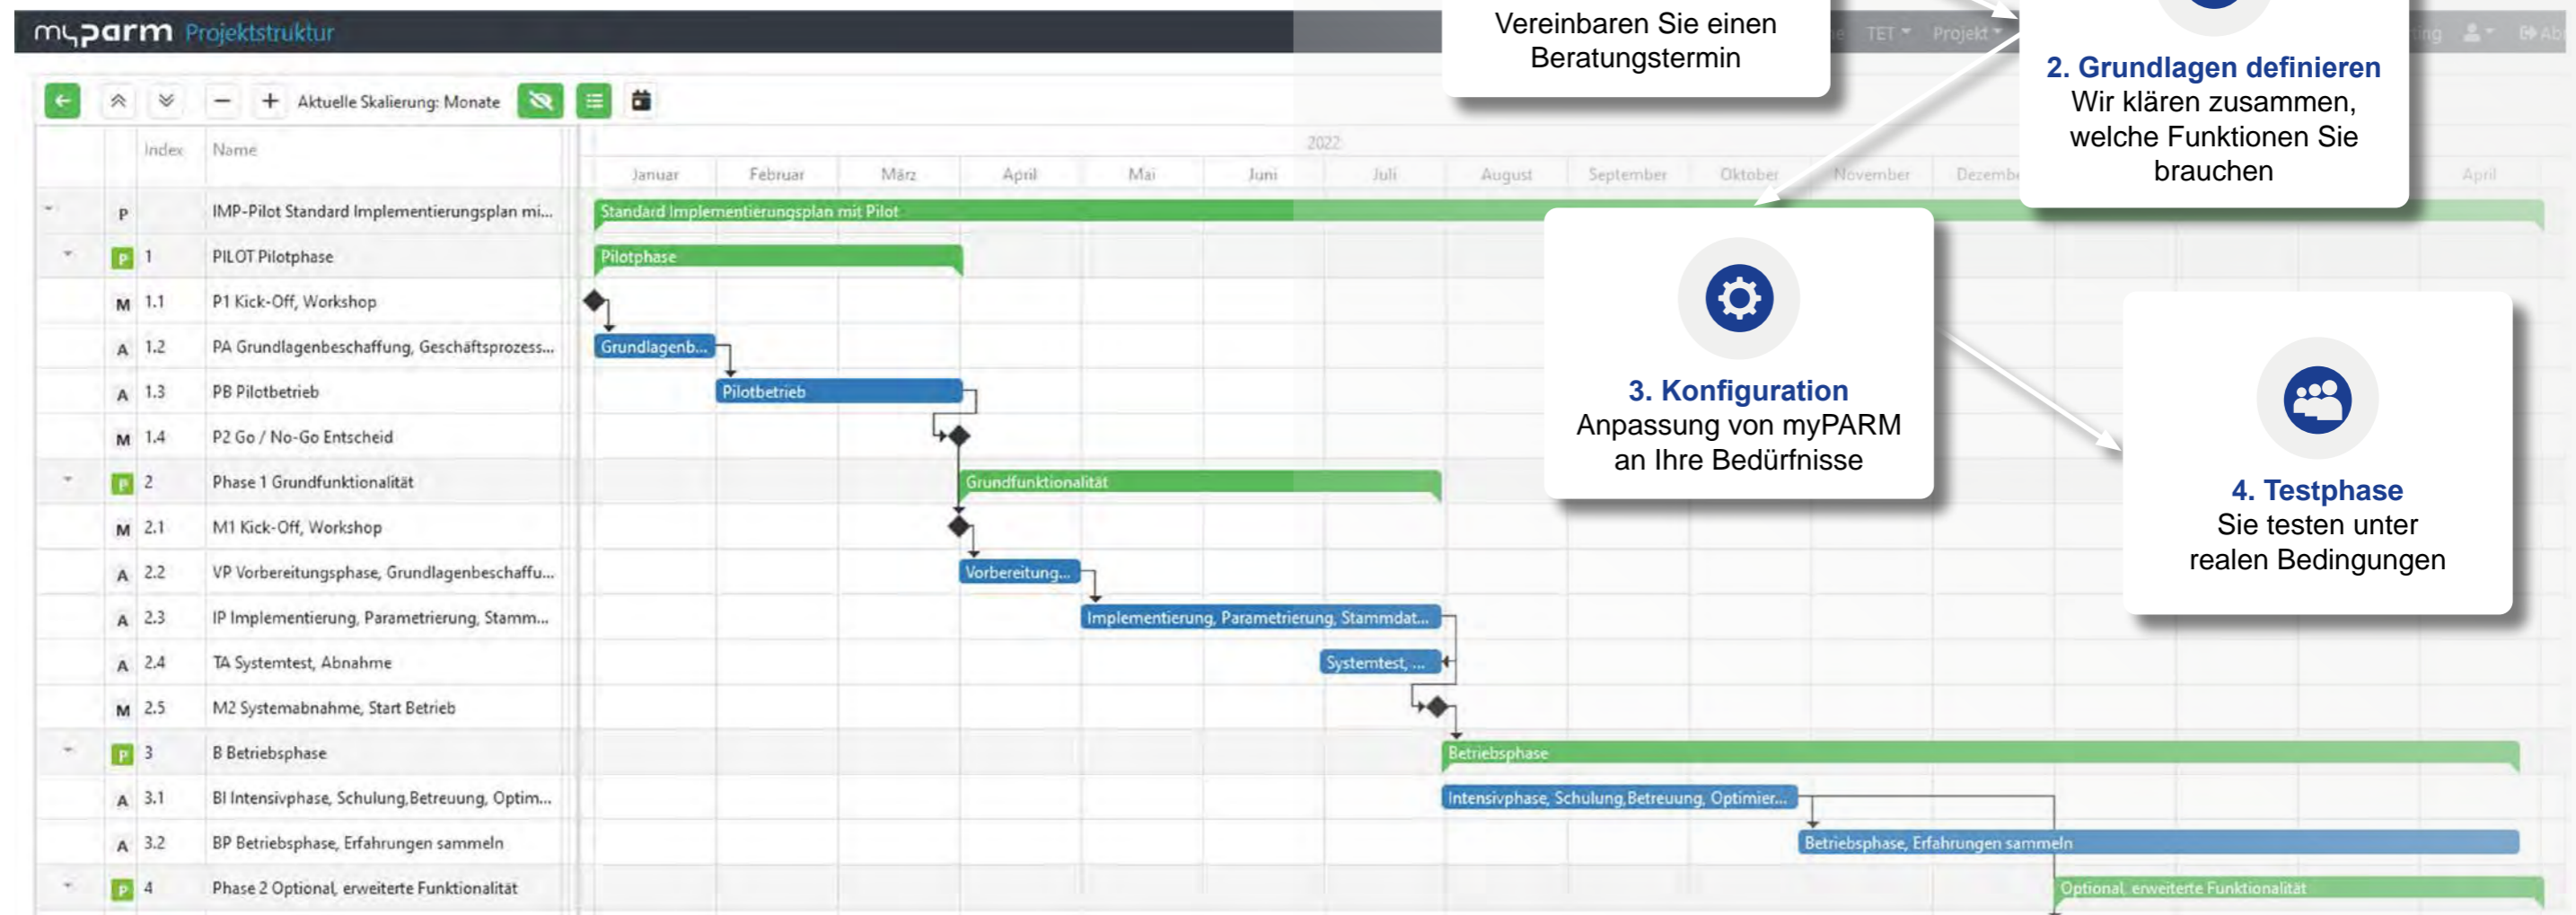 Vereinbaren Sie einen
Beratungstermin
myparm Projektstruktur
TET Projekt
2. Grundlagen definieren
Wir klären zusammen,
welche Funktionen Sie
brauchen
Aktuelle Skalierung: Monate
Index Name
2022
Januar Februar März April Mai Juni Juli August September Oktober November Dezembe April
P IMP-Pilot Standard Implementierungsplan mi... Standard Implementierungsplan mit Pilot
P 1 PILOT Pilotphase Pilotphase
M 1.1 P1 Kick-Off, Workshop
A 1.2 PA Grundlagenbeschaffung, Geschäftsprozess... Grundlagenb...
A 1.3 PB Pilotbetrieb Pilotbetrieb
M 1.4 P2 Go / No-Go Entscheid
3. Konfiguration
Anpassung von myPARM
an Ihre Bedürfnisse
P 2 Phase 1 Grundfunktionalität Grundfunktionalität
M 2.1 M1 Kick-Off, Workshop
4. Testphase
Sie testen unter
realen Bedingungen
A 2.2 VP Vorbereitungsphase, Grundlagenbeschaffu... Vorbereitung...
A 2.3 IP Implementierung, Parametrierung, Stamm... Implementierung, Parametrierung, Stammdat...
A 2.4 TA Systemtest, Abnahme Systemtest, ...
M 2.5 M2 Systemabnahme, Start Betrieb
P 3 B Betriebsphase Betriebsphase
A 3.1 BI Intensivphase, Schulung,Betreuung, Optim... Intensivphase, Schulung,Betreuung, Optimier...
A 3.2 BP Betriebsphase, Erfahrungen sammeln Betriebsphase, Erfahrungen sammeln
P 4 Phase 2 Optional, erweiterte Funktionalität Optional, erweiterte Funktionalität